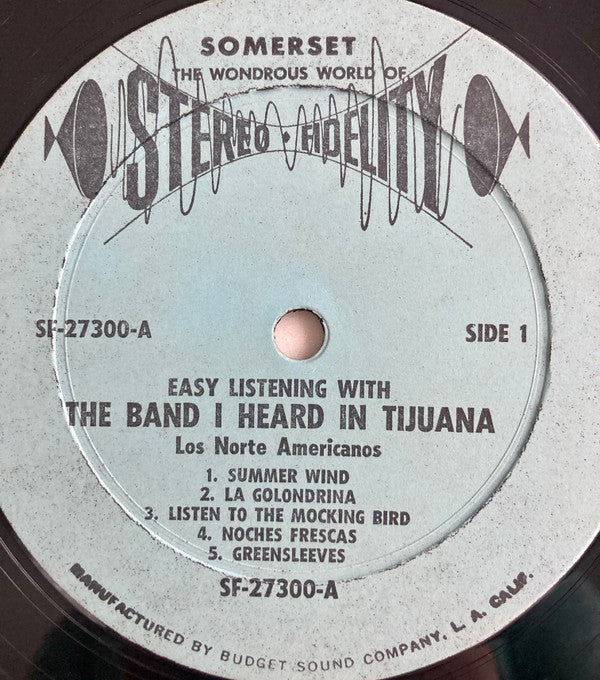 SOMERSET
THE WONDROUS WORLD OF
STEREO • FIDELITY
SF-27300-A
SIDE 1
EASY LISTENING WITH
THE BAND I HEARD IN TIJUANA
Los Norte Americanos
1. SUMMER WIND
2. LA GOLONDRINA
3. LISTEN TO THE MOCKING BIRD
4. NOCHES FRESCAS
5. GREENSLEEVES
SF-27300-A
MANUFACTURED BY BUDGET SOUND COMPANY, L. A. CALIF.